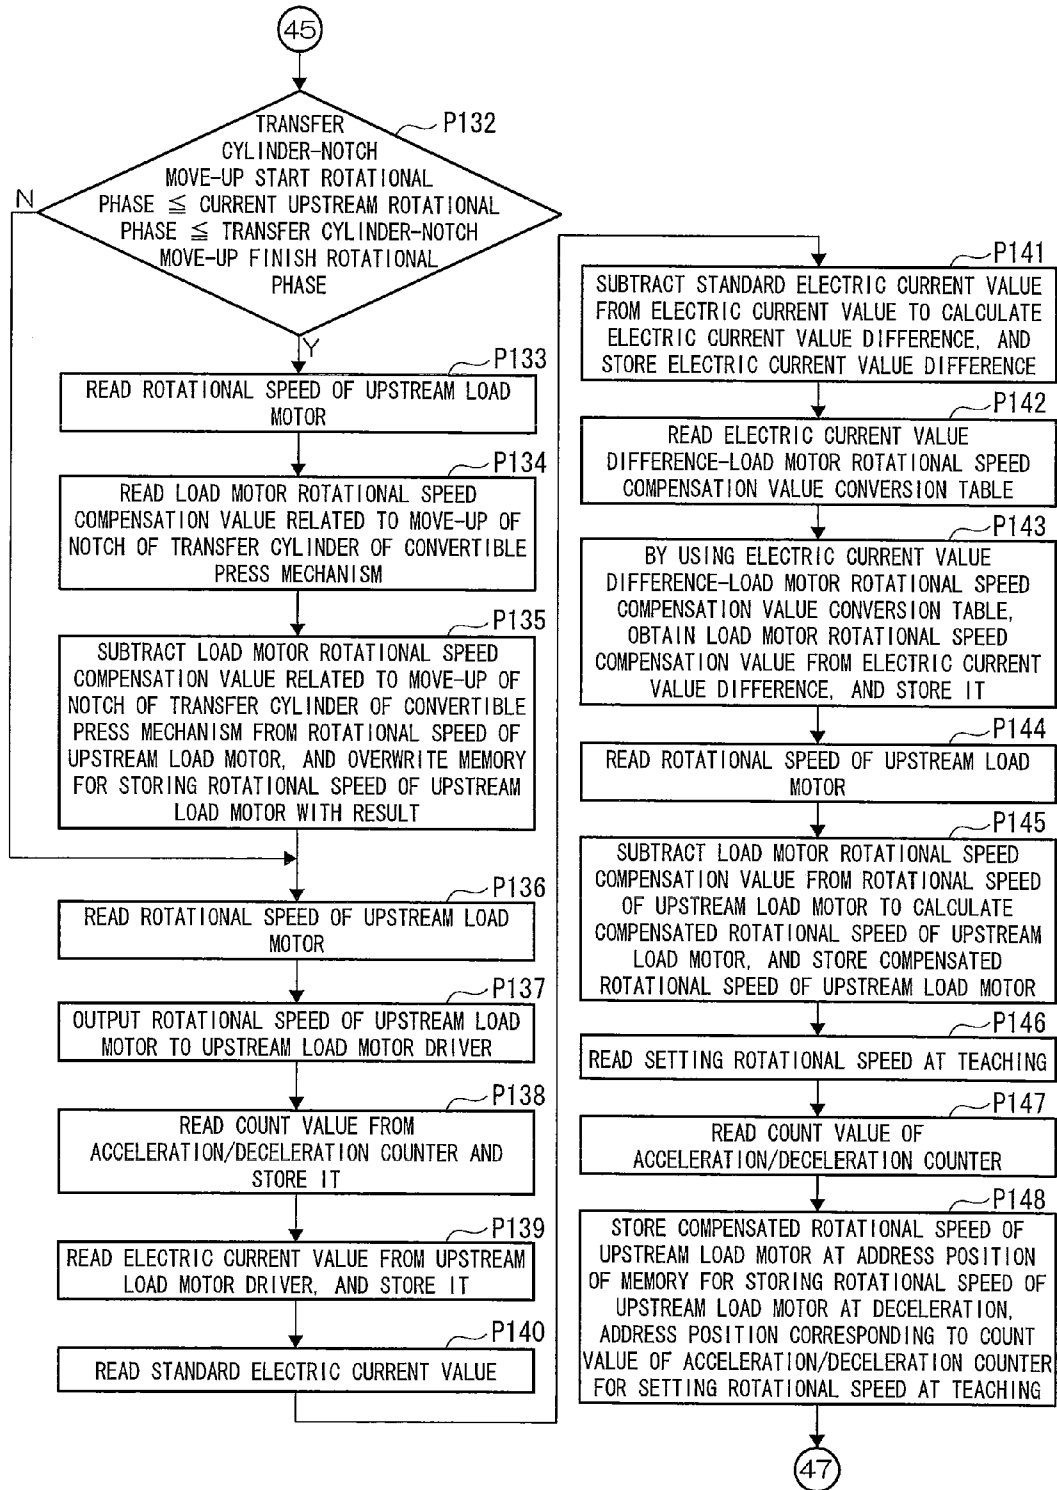 45
P132
TRANSFER
CYLINDER-NOTCH
MOVE-UP START ROTATIONAL
PHASE ≦ CURRENT UPSTREAM ROTATIONAL
PHASE ≦ TRANSFER CYLINDER-NOTCH
MOVE-UP FINISH ROTATIONAL
PHASE
N
Y
P133
READ ROTATIONAL SPEED OF UPSTREAM LOAD
MOTOR
P134
READ LOAD MOTOR ROTATIONAL SPEED
COMPENSATION VALUE RELATED TO MOVE-UP OF
NOTCH OF TRANSFER CYLINDER OF CONVERTIBLE
PRESS MECHANISM
P135
SUBTRACT LOAD MOTOR ROTATIONAL SPEED
COMPENSATION VALUE RELATED TO MOVE-UP OF
NOTCH OF TRANSFER CYLINDER OF CONVERTIBLE
PRESS MECHANISM FROM ROTATIONAL SPEED OF
UPSTREAM LOAD MOTOR, AND OVERWRITE MEMORY
FOR STORING ROTATIONAL SPEED OF UPSTREAM
LOAD MOTOR WITH RESULT
P136
READ ROTATIONAL SPEED OF UPSTREAM LOAD
MOTOR
P137
OUTPUT ROTATIONAL SPEED OF UPSTREAM LOAD
MOTOR TO UPSTREAM LOAD MOTOR DRIVER
P138
READ COUNT VALUE FROM
ACCELERATION/DECELERATION COUNTER AND
STORE IT
P139
READ ELECTRIC CURRENT VALUE FROM UPSTREAM
LOAD MOTOR DRIVER, AND STORE IT
P140
READ STANDARD ELECTRIC CURRENT VALUE
P141
SUBTRACT STANDARD ELECTRIC CURRENT VALUE
FROM ELECTRIC CURRENT VALUE TO CALCULATE
ELECTRIC CURRENT VALUE DIFFERENCE, AND
STORE ELECTRIC CURRENT VALUE DIFFERENCE
P142
READ ELECTRIC CURRENT VALUE
DIFFERENCE-LOAD MOTOR ROTATIONAL SPEED
COMPENSATION VALUE CONVERSION TABLE
P143
BY USING ELECTRIC CURRENT VALUE
DIFFERENCE-LOAD MOTOR ROTATIONAL SPEED
COMPENSATION VALUE CONVERSION TABLE,
OBTAIN LOAD MOTOR ROTATIONAL SPEED
COMPENSATION VALUE FROM ELECTRIC CURRENT
VALUE DIFFERENCE, AND STORE IT
P144
READ ROTATIONAL SPEED OF UPSTREAM LOAD
MOTOR
P145
SUBTRACT LOAD MOTOR ROTATIONAL SPEED
COMPENSATION VALUE FROM ROTATIONAL SPEED
OF UPSTREAM LOAD MOTOR TO CALCULATE
COMPENSATED ROTATIONAL SPEED OF UPSTREAM
LOAD MOTOR, AND STORE COMPENSATED
ROTATIONAL SPEED OF UPSTREAM LOAD MOTOR
P146
READ SETTING ROTATIONAL SPEED AT TEACHING
P147
READ COUNT VALUE OF
ACCELERATION/DECELERATION COUNTER
P148
STORE COMPENSATED ROTATIONAL SPEED OF
UPSTREAM LOAD MOTOR AT ADDRESS POSITION
OF MEMORY FOR STORING ROTATIONAL SPEED OF
UPSTREAM LOAD MOTOR AT DECELERATION,
ADDRESS POSITION CORRESPONDING TO COUNT
VALUE OF ACCELERATION/DECELERATION COUNTER
FOR SETTING ROTATIONAL SPEED AT TEACHING
47